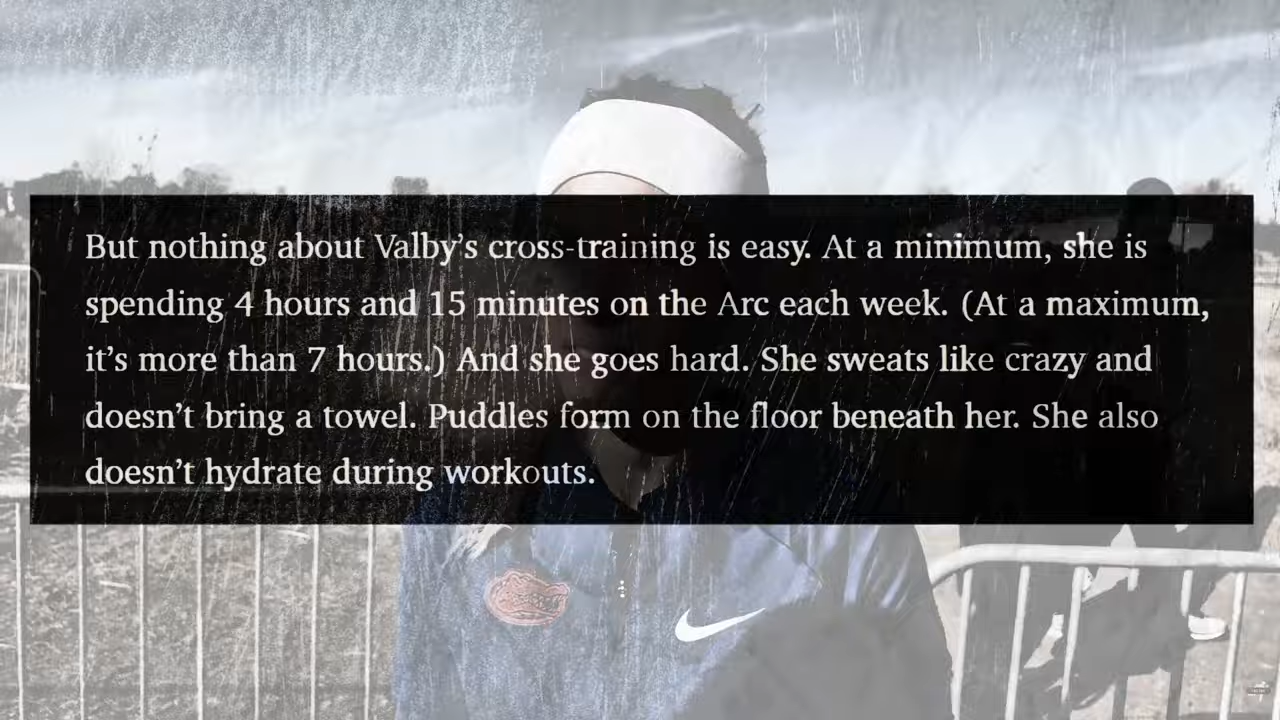 But nothing about Valby’s cross-training is easy. At a minimum, she is
spending 4 hours and 15 minutes on the Arc each week. (At a maximum,
it’s more than 7 hours.) And she goes hard. She sweats like crazy and
doesn’t bring a towel. Puddles form on the floor beneath her. She also
doesn’t hydrate during workouts.